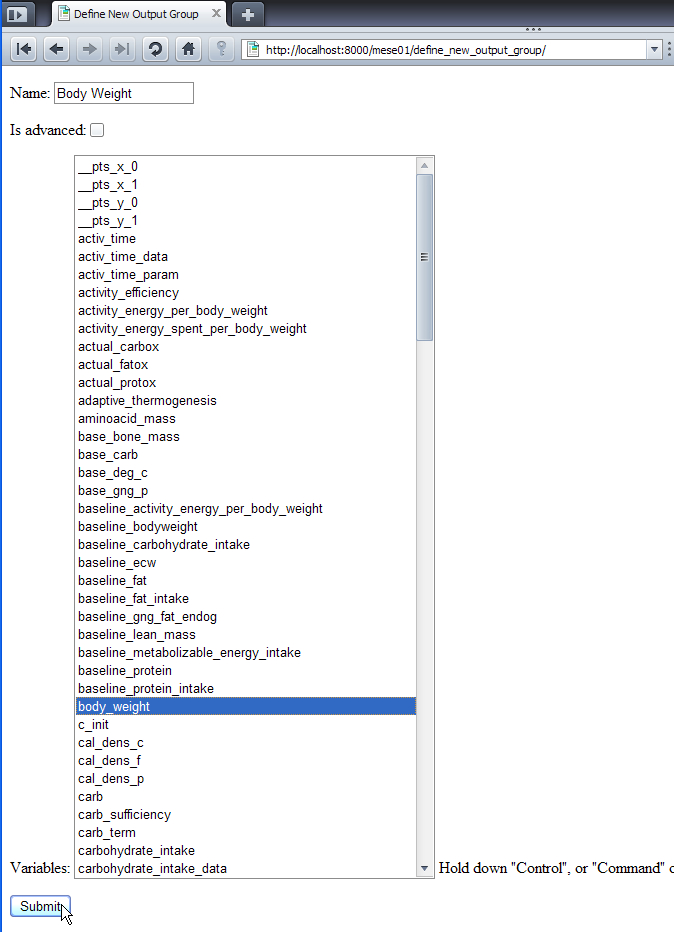 Define New Output Group
http://localhost:8000/mese01/define_new_output_group/
Name: Body Weight
Is advanced:
__pts_x_0
__pts_x_1
__pts_y_0
__pts_y_1
activ_time
activ_time_data
activ_time_param
activity_efficiency
activity_energy_per_body_weight
activity_energy_spent_per_body_weight
actual_carbox
actual_fatox
actual_protox
adaptive_thermogenesis
aminoacid_mass
base_bone_mass
base_carb
base_deg_c
base_gng_p
baseline_activity_energy_per_body_weight
baseline_bodyweight
baseline_carbohydrate_intake
baseline_ecw
baseline_fat
baseline_fat_intake
baseline_gng_fat_endog
baseline_lean_mass
baseline_metabolizable_energy_intake
baseline_protein
baseline_protein_intake
body_weight
c_init
cal_dens_c
cal_dens_f
cal_dens_p
carb
carb_sufficiency
carb_term
carbohydrate_intake
carbohydrate_intake_data
Variables: Hold down "Control", or "Command" o
Submit